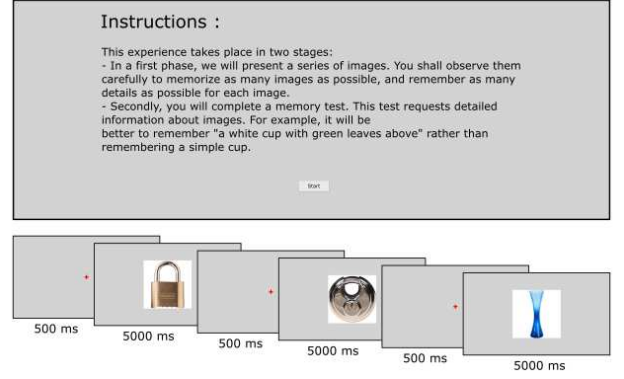 Instructions :
This experience takes place in two stages:
- In a first phase, we will present a series of images. You shall observe them
carefully to memorize as many images as possible, and remember as many
details as possible for each image.
- Secondly, you will complete a memory test. This test requests detailed
information about images. For example, it will be
better to remember "a white cup with green leaves above" rather than
remembering a simple cup.
Start
500 ms
5000 ms
500 ms
5000 ms
500 ms
5000 ms